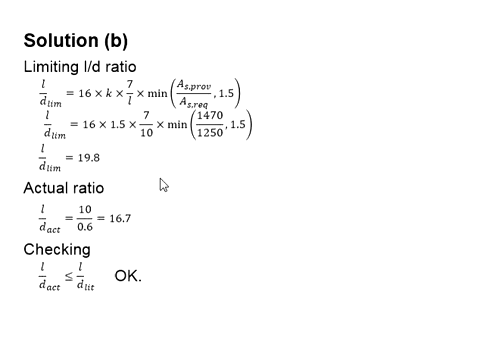 Solution (b)
Limiting l/d ratio
l/d_lim = 16 × k × 7/l × min(A_s,prov/A_s,req, 1.5)
l/d_lim = 16 × 1.5 × 7/10 × min(1470/1250, 1.5)
l/d_lim = 19.8
Actual ratio
l/d_act = 10/0.6 = 16.7
Checking
l/d_act ≤ l/d_lit OK.